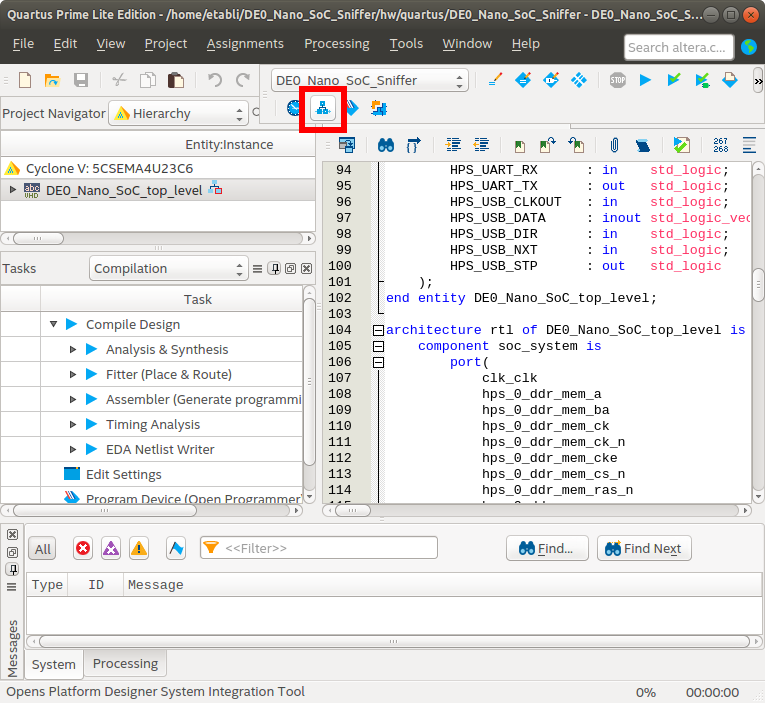 Quartus Prime Lite Edition - /home/etabli/DE0_Nano_SoC_Sniffer/hw/quartus/DE0_Nano_SoC_Sniffer - DE0_Nano_SoC_S...
File Edit View Project Assignments Processing Tools Window Help
Search altera.c...
DE0_Nano_SoC_Sniffer
STOP
»
Project Navigator Hierarchy
Entity:Instance
Cyclone V: 5CSEMA4U23C6
abc VHD DE0_Nano_SoC_top_level
Tasks Compilation
Task
Compile Design
Analysis & Synthesis
Fitter (Place & Route)
Assembler (Generate programmi
Timing Analysis
EDA Netlist Writer
Edit Settings
Program Device (Open Programmer)
267
268
94 HPS_UART_RX : in std_logic;
95 HPS_UART_TX : out std_logic;
96 HPS_USB_CLKOUT : in std_logic;
97 HPS_USB_DATA : inout std_logic_vec
98 HPS_USB_DIR : in std_logic;
99 HPS_USB_NXT : in std_logic;
100 HPS_USB_STP : out std_logic
101 );
102 end entity DE0_Nano_SoC_top_level;
103
104 architecture rtl of DE0_Nano_SoC_top_level is
105 component soc_system is
106 port(
107 clk_clk
108 hps_0_ddr_mem_a
109 hps_0_ddr_mem_ba
110 hps_0_ddr_mem_ck
111 hps_0_ddr_mem_ck_n
112 hps_0_ddr_mem_cke
113 hps_0_ddr_mem_cs_n
114 hps_0_ddr_mem_ras_n
All <<Filter>> Find... Find Next
Type ID Message
Messages
System Processing
Opens Platform Designer System Integration Tool 0% 00:00:00